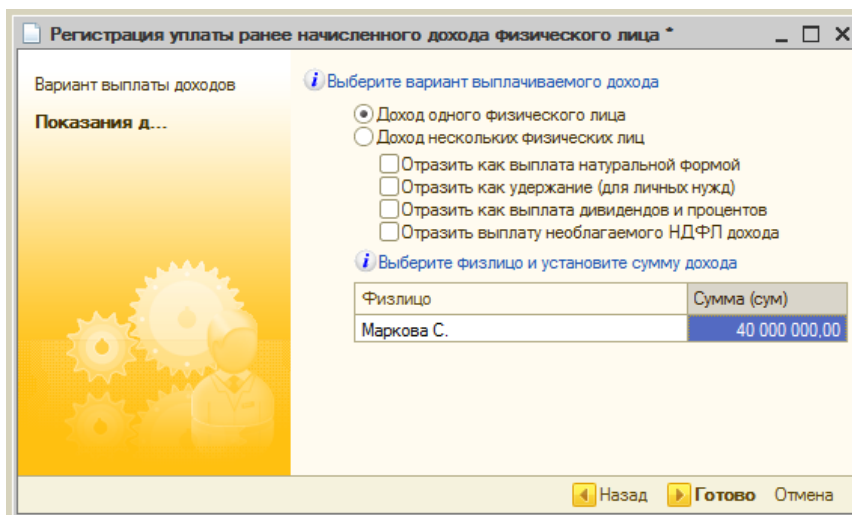 Регистрация уплаты ранее начисленного дохода физического лица *
Вариант выплаты доходов
Показания д...
Выберите вариант выплачиваемого дохода
Доход одного физического лица
Доход нескольких физических лиц
Отразить как выплата натуральной формой
Отразить как удержание (для личных нужд)
Отразить как выплата дивидендов и процентов
Отразить выплату необлагаемого НДФЛ дохода
Выберите физлицо и установите сумму дохода
Физлицо Сумма (сум)
Маркова С. 40 000 000,00
Назад Готово Отмена